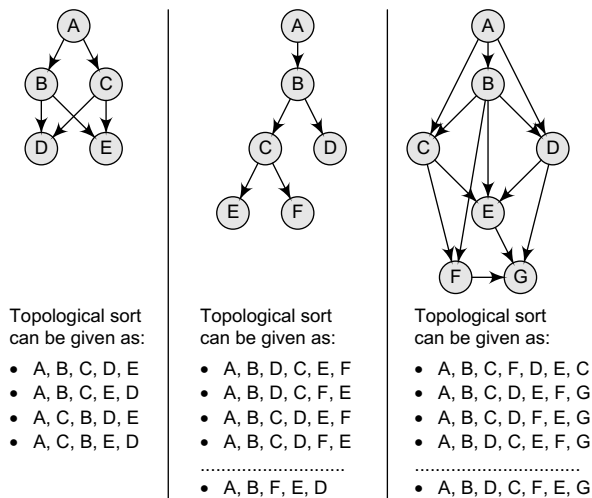 A
B C
D E
Topological sort
can be given as:
• A, B, C, D, E
• A, B, C, E, D
• A, C, B, D, E
• A, C, B, E, D
A
B
C D
E F
Topological sort
can be given as:
• A, B, D, C, E, F
• A, B, D, C, F, E
• A, B, C, D, E, F
• A, B, C, D, F, E
............................
• A, B, F, E, D
A
B
C D
E
F G
Topological sort
can be given as:
• A, B, C, F, D, E, C
• A, B, C, D, E, F, G
• A, B, C, D, F, E, G
• A, B, D, C, E, F, G
................................
• A, B, D, C, F, E, G